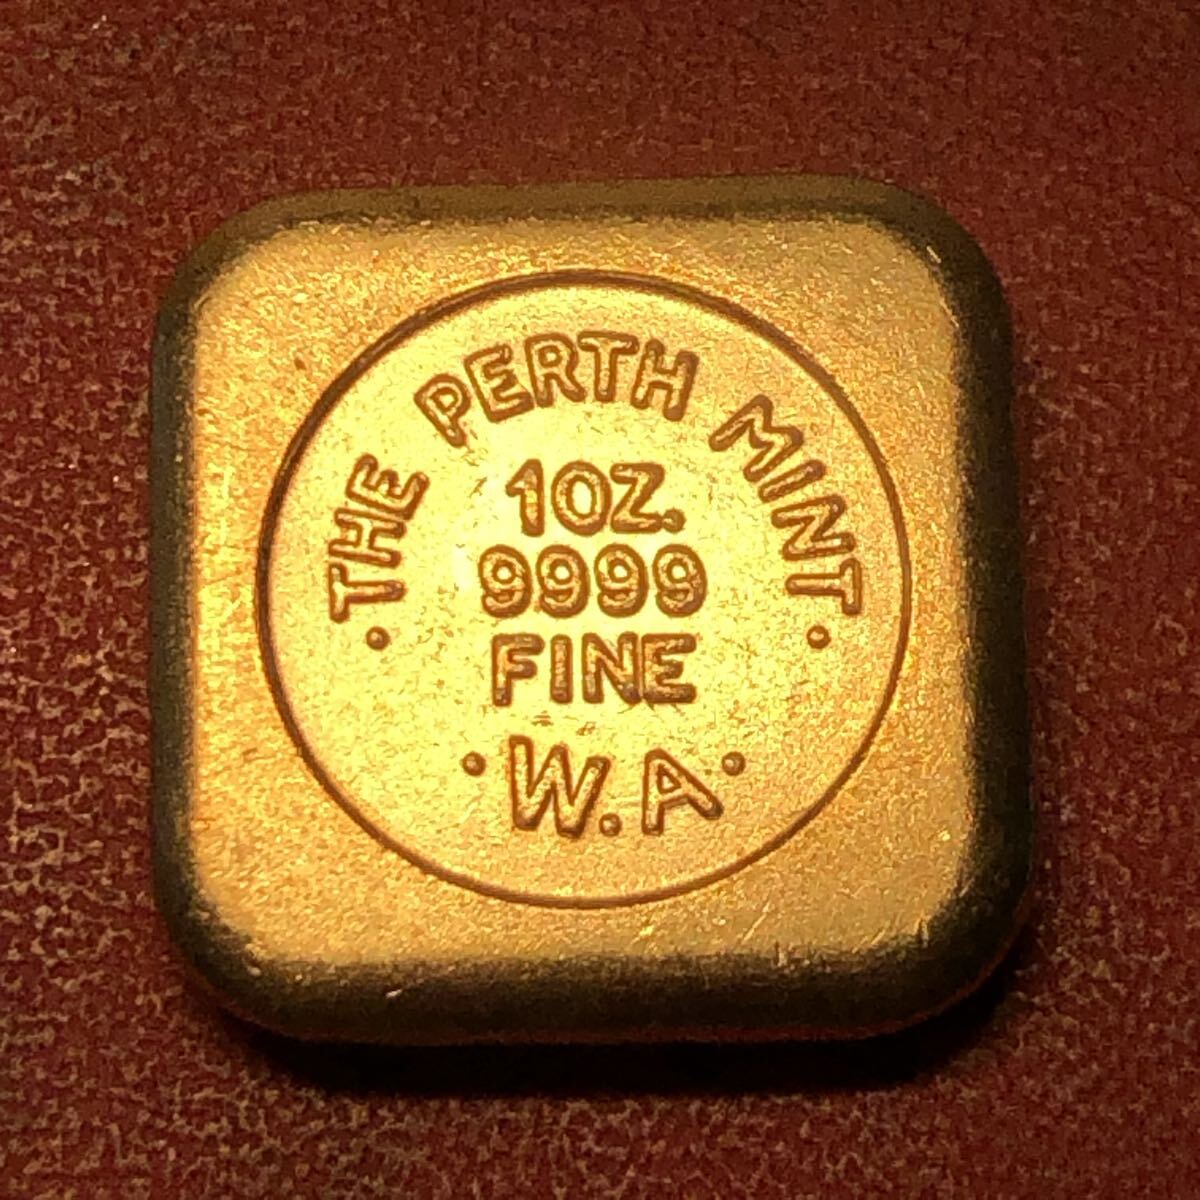 · THE PERTH MINT ·
1OZ.
9999
FINE
· W.A ·